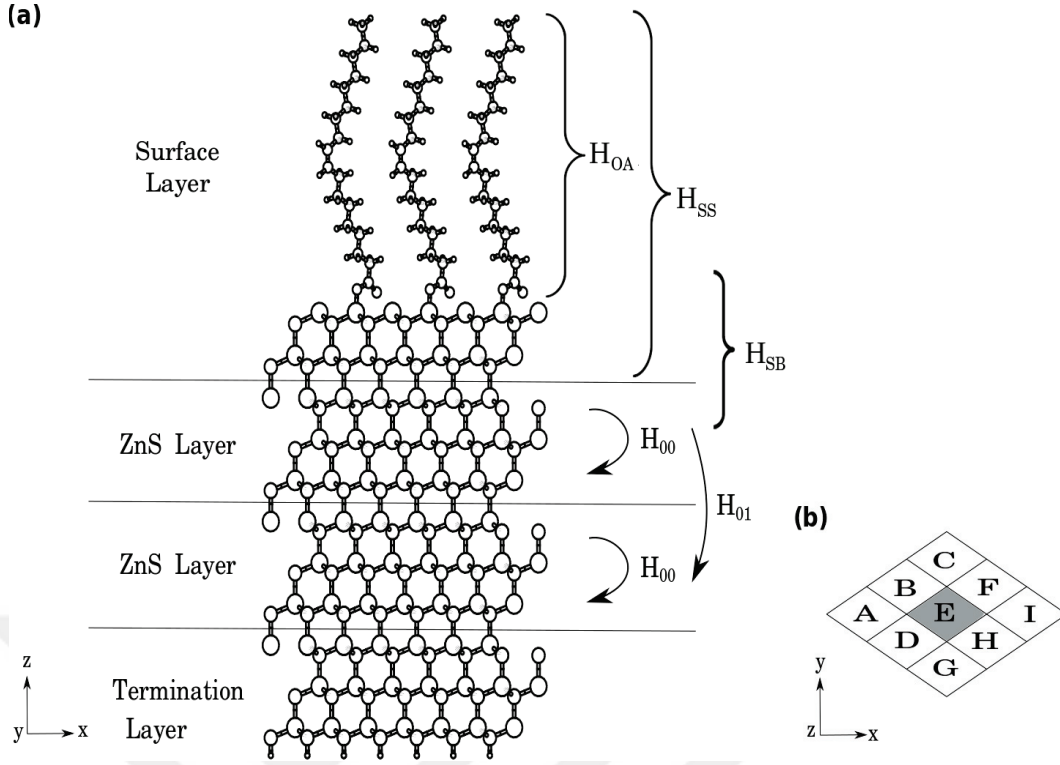 (a)
Surface
Layer
H_OA
H_SS
H_SB
ZnS Layer
H_00
H_01
ZnS Layer
H_00
Termination
Layer
z
y
x
(b)
C
B
F
A
E
I
D
H
G
y
z
x